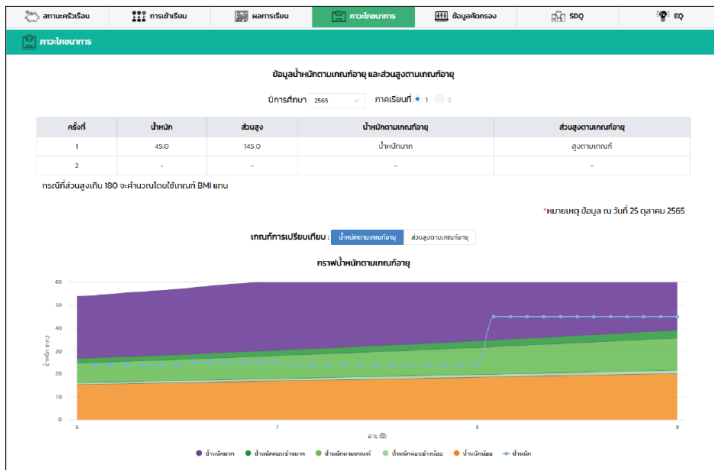 สถานะครัวเรือน การเข้าเรียน ผลการเรียน ภาวะโภชนาการ ข้อมูลคัดกรอง SDQ EQ
ภาวะโภชนาการ
ข้อมูลน้ำหนักตามเกณฑ์อายุ และส่วนสูงตามเกณฑ์อายุ
ปีการศึกษา 2565 ภาคเรียนที่ 1 2
ครั้งที่ น้ำหนัก ส่วนสูง น้ำหนักตามเกณฑ์อายุ ส่วนสูงตามเกณฑ์อายุ
1 45.0 145.0 น้ำหนักมาก สูงตามเกณฑ์
2 - - - -
กรณีที่ส่วนสูงเกิน 180 จะคำนวณโดยใช้เกณฑ์ BMI แทน
*หมายเหตุ ข้อมูล ณ วันที่ 25 ตุลาคม 2565
เกณฑ์การเปรียบเทียบ : น้ำหนักตามเกณฑ์อายุ ส่วนสูงตามเกณฑ์อายุ
กราฟน้ำหนักตามเกณฑ์อายุ
60
50
40
30
20
10
0
น้ำหนัก (กก.)
6 7 8 9
อายุ (ปี)
น้ำหนักมาก น้ำหนักค่อนข้างมาก น้ำหนักตามเกณฑ์ น้ำหนักค่อนข้างน้อย น้ำหนักน้อย น้ำหนัก